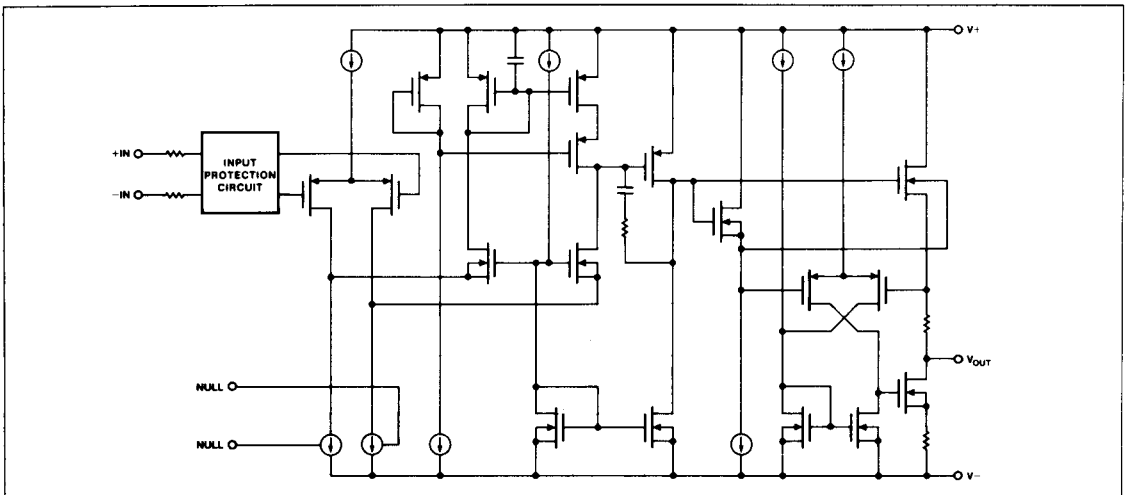 V+
+IN
INPUT
PROTECTION
CIRCUIT
−IN
VOUT
NULL
NULL
V−